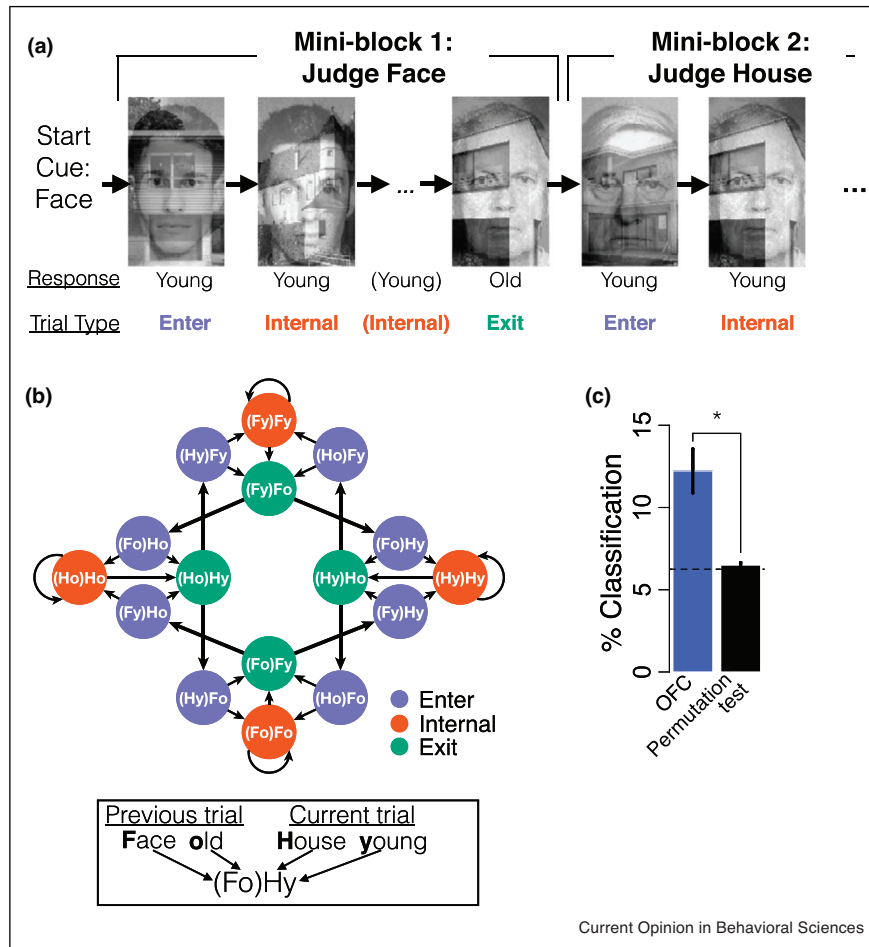 (a)
Mini-block 1:
Judge Face
Mini-block 2:
Judge House
Start
Cue:
Face
...
...
Response Young Young (Young) Old Young Young
Trial Type Enter Internal (Internal) Exit Enter Internal
(b)
(Fy)Fy
(Hy)Fy (Ho)Fy
(Fy)Fo
(Fo)Ho (Fo)Hy
(Ho)Ho (Ho)Hy (Hy)Ho (Hy)Hy
(Fy)Ho (Fy)Hy
(Fo)Fy
(Hy)Fo (Ho)Fo
(Fo)Fo
Enter
Internal
Exit
Previous trial Current trial
Face old House young
(Fo)Hy
(c)
% Classification
15
10
5
0
*
OFC
Permutation
test
Current Opinion in Behavioral Sciences